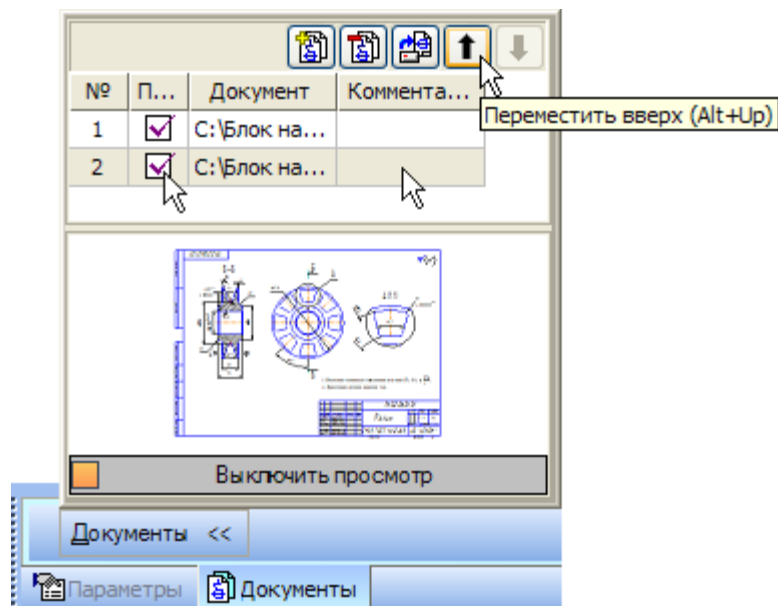 № П... Документ Коммента...
Переместить вверх (Alt+Up)
1 C:\Блок на...
2 C:\Блок на...
Выключить просмотр
Документы <<
Параметры Документы